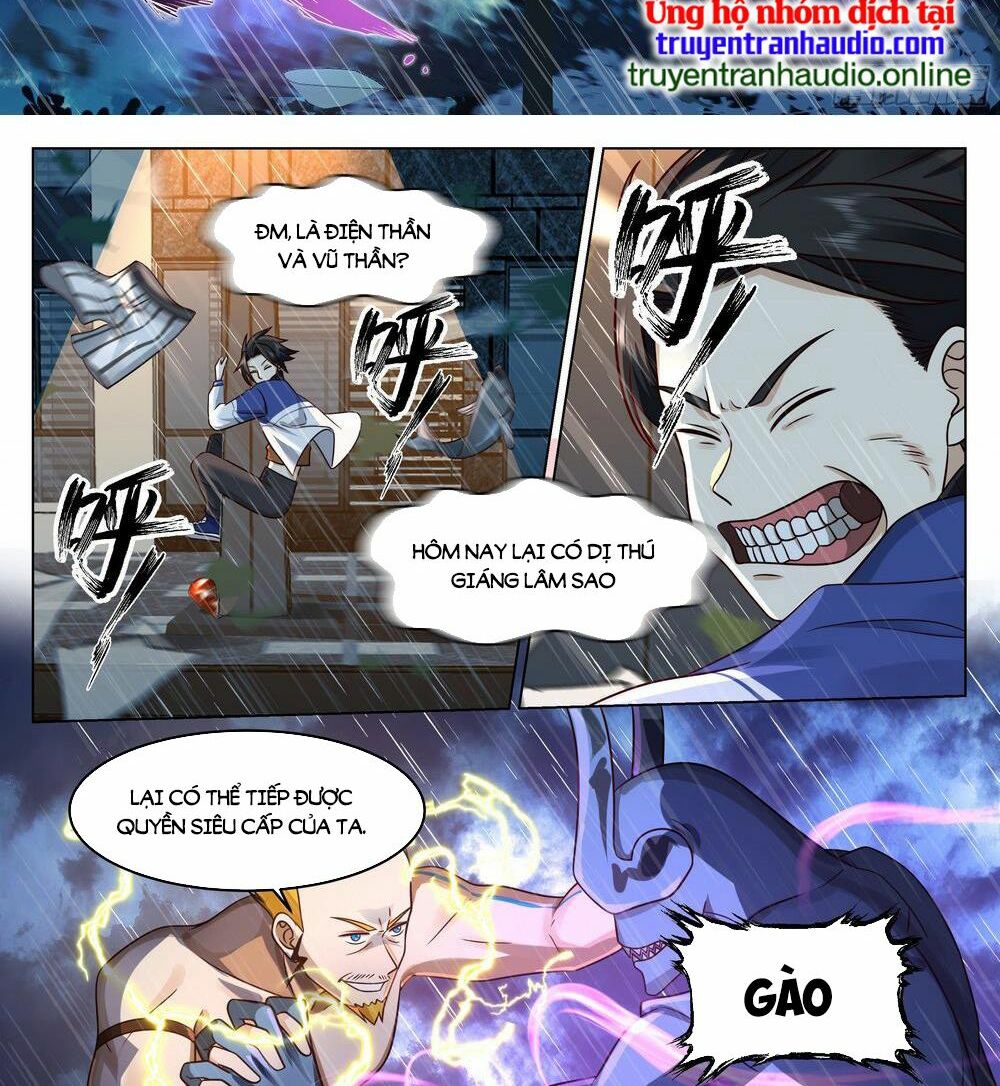 Ủng hộ nhóm dịch tại
truyentranhaudio.com
truyentranhaudio.online
ĐM, LÀ ĐIỆN THẦN
VÀ VŨ THẦN?
呼
呼
呼
HÔM NAY LẠI CÓ DỊ THÚ
GIÁNG LÂM SAO
LẠI CÓ THỂ TIẾP ĐƯỢC
QUYỀN SIÊU CẤP CỦA TA.
GÀO